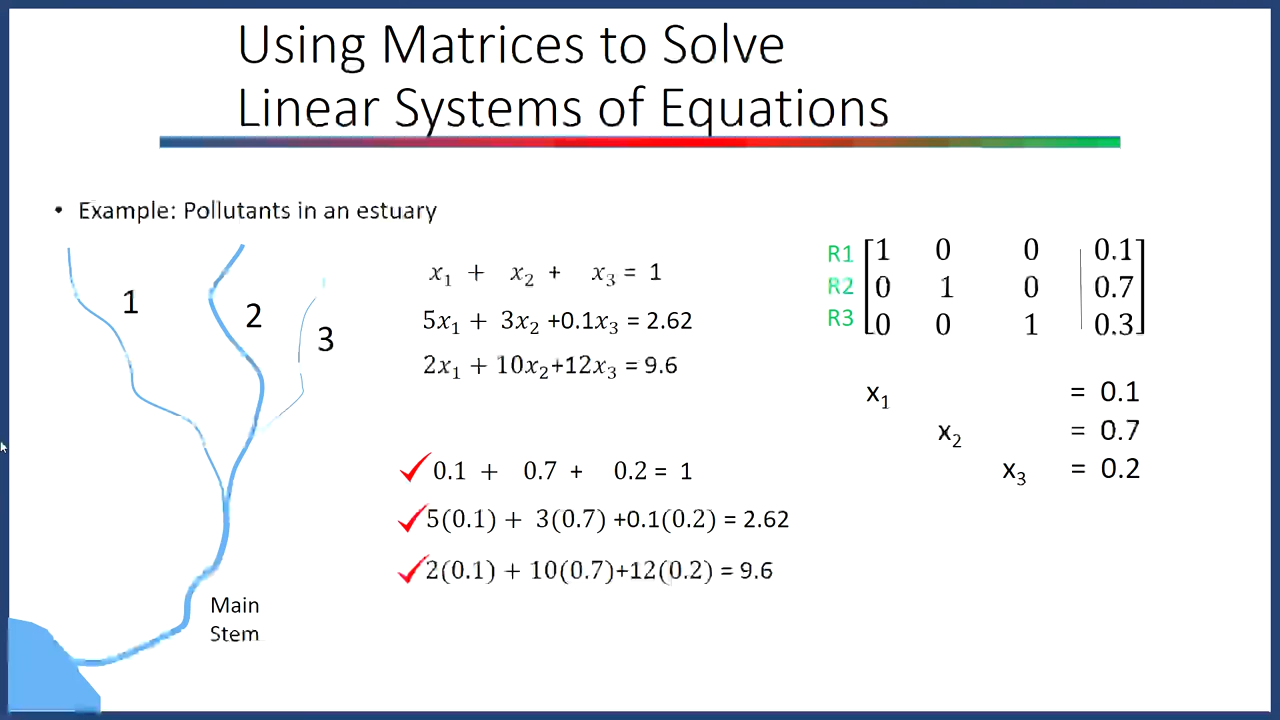 Using Matrices to Solve
Linear Systems of Equations
• Example: Pollutants in an estuary
1
2
3
Main
Stem
x₁ + x₂ + x₃ = 1
5x₁ + 3x₂ +0.1x₃ = 2.62
2x₁ + 10x₂+12x₃ = 9.6
0.1 + 0.7 + 0.2 = 1
5(0.1) + 3(0.7) +0.1(0.2) = 2.62
2(0.1) + 10(0.7)+12(0.2) = 9.6
R1 [1 0 0 | 0.1]
R2 [0 1 0 | 0.7]
R3 [0 0 1 | 0.3]
x₁ = 0.1
x₂ = 0.7
x₃ = 0.2